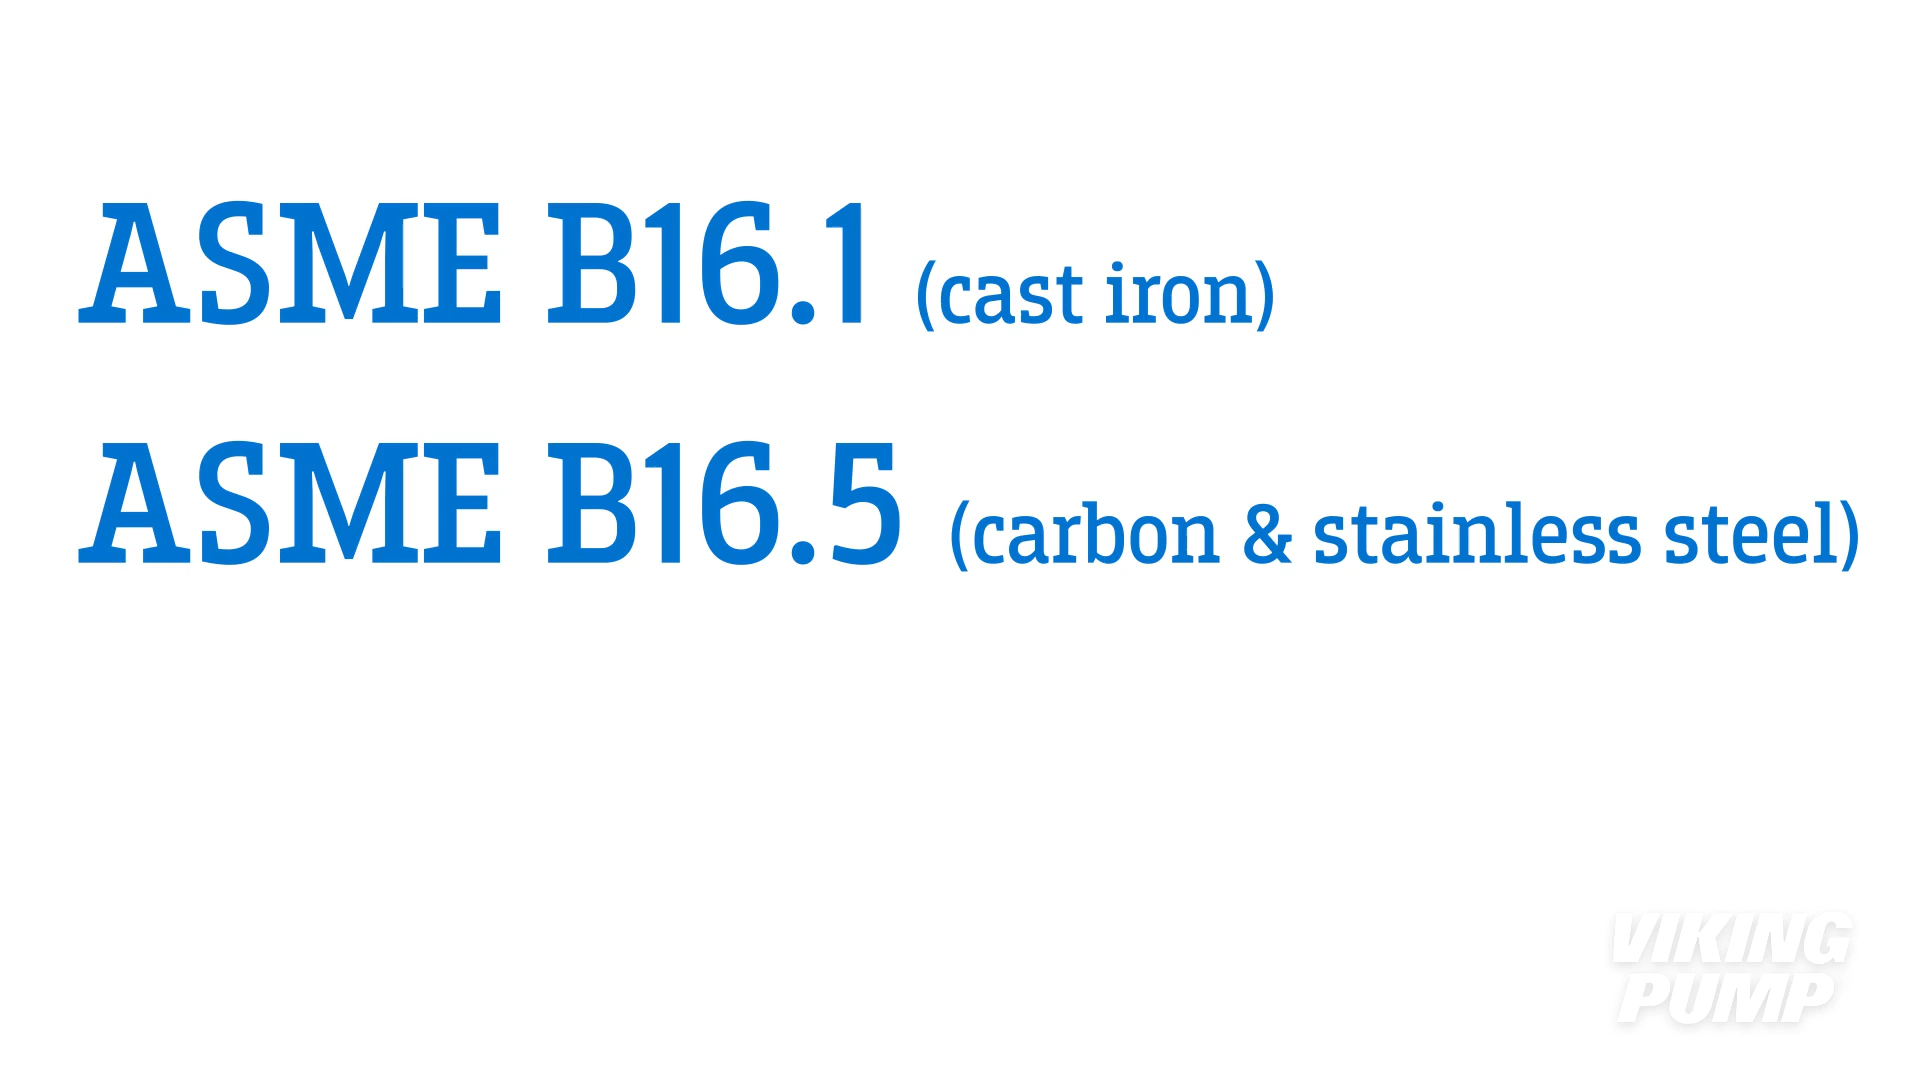 ASME B16.1 (cast iron)
ASME B16.5 (carbon & stainless steel)
VIKING
PUMP